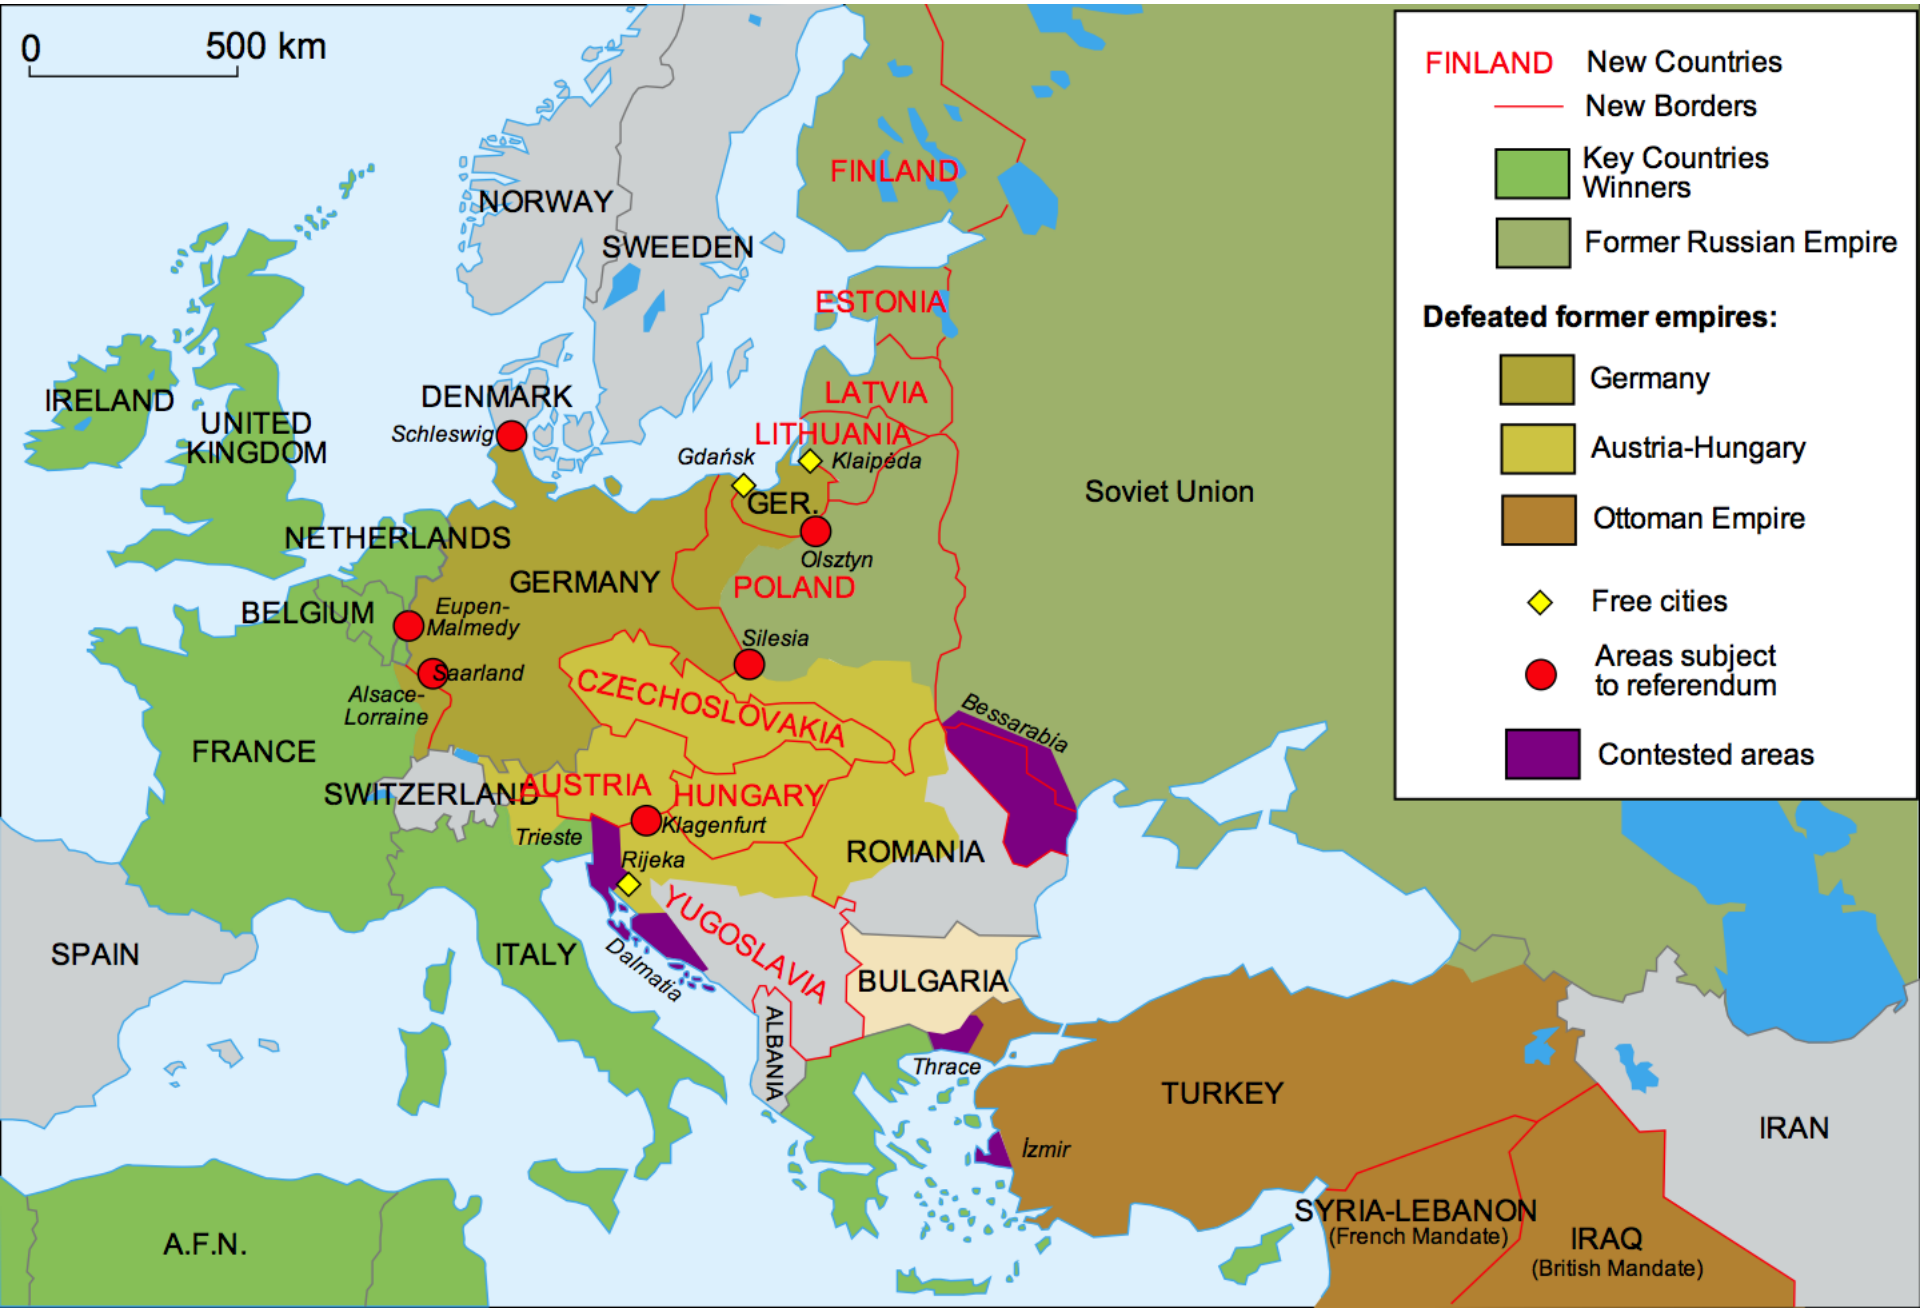 0 500 km
NORWAY
SWEEDEN
FINLAND
ESTONIA
LATVIA
LITHUANIA
DENMARK
Schleswig
IRELAND
UNITED
KINGDOM
Gdańsk
Klaipėda
GER.
Olsztyn
Soviet Union
NETHERLANDS
GERMANY
POLAND
BELGIUM
Eupen-
Malmedy
Silesia
Saarland
Alsace-
Lorraine
CZECHOSLOVAKIA
Bessarabia
FRANCE
SWITZERLAND
AUSTRIA
HUNGARY
Trieste
Klagenfurt
Rijeka
ROMANIA
YUGOSLAVIA
SPAIN
ITALY
Dalmatia
BULGARIA
ALBANIA
Thrace
TURKEY
İzmir
IRAN
SYRIA-LEBANON
(French Mandate)
IRAQ
(British Mandate)
A.F.N.
FINLAND New Countries
New Borders
Key Countries
Winners
Former Russian Empire
Defeated former empires:
Germany
Austria-Hungary
Ottoman Empire
Free cities
Areas subject
to referendum
Contested areas